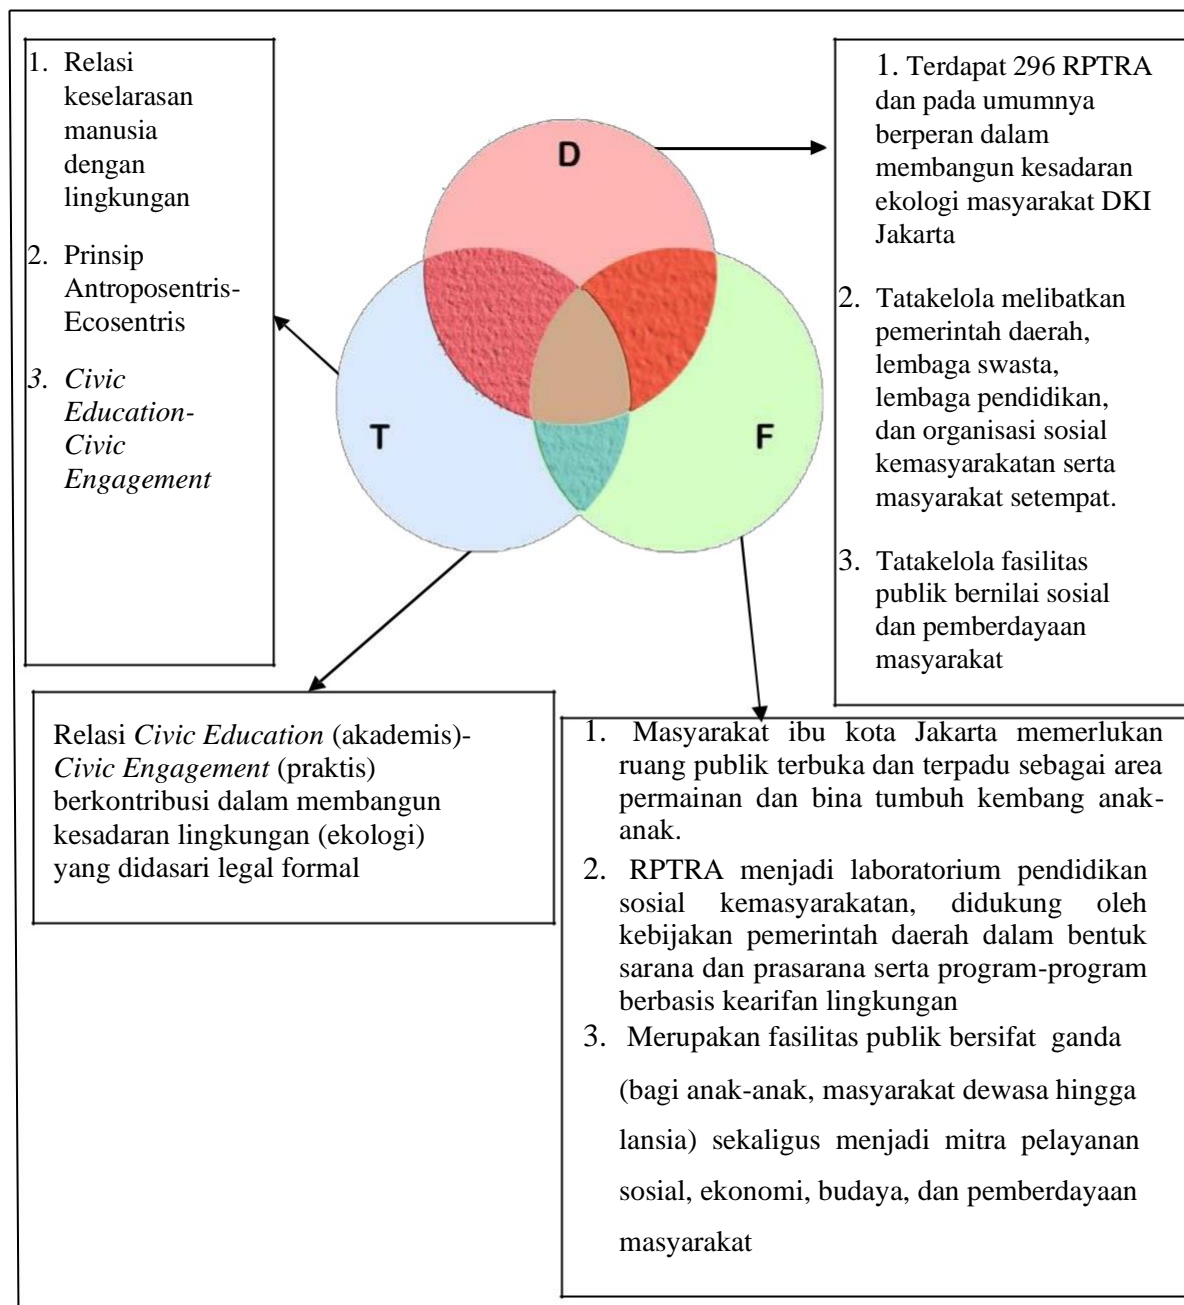 1. Relasi
keselarasan
manusia
dengan
lingkungan
2. Prinsip
Antroposentris-
Ecosentris
3. Civic
Education-
Civic
Engagement
D
T
F
1. Terdapat 296 RPTRA
dan pada umumnya
berperan dalam
membangun kesadaran
ekologi masyarakat DKI
Jakarta
2. Tatakelola melibatkan
pemerintah daerah,
lembaga swasta,
lembaga pendidikan,
dan organisasi sosial
kemasyarakatan serta
masyarakat setempat.
3. Tatakelola fasilitas
publik bernilai sosial
dan pemberdayaan
masyarakat
Relasi Civic Education (akademis)-
Civic Engagement (praktis)
berkontribusi dalam membangun
kesadaran lingkungan (ekologi)
yang didasari legal formal
1. Masyarakat ibu kota Jakarta memerlukan
ruang publik terbuka dan terpadu sebagai area
permainan dan bina tumbuh kembang anak-
anak.
2. RPTRA menjadi laboratorium pendidikan
sosial kemasyarakatan, didukung oleh
kebijakan pemerintah daerah dalam bentuk
sarana dan prasarana serta program-program
berbasis kearifan lingkungan
3. Merupakan fasilitas publik bersifat ganda
(bagi anak-anak, masyarakat dewasa hingga
lansia) sekaligus menjadi mitra pelayanan
sosial, ekonomi, budaya, dan pemberdayaan
masyarakat